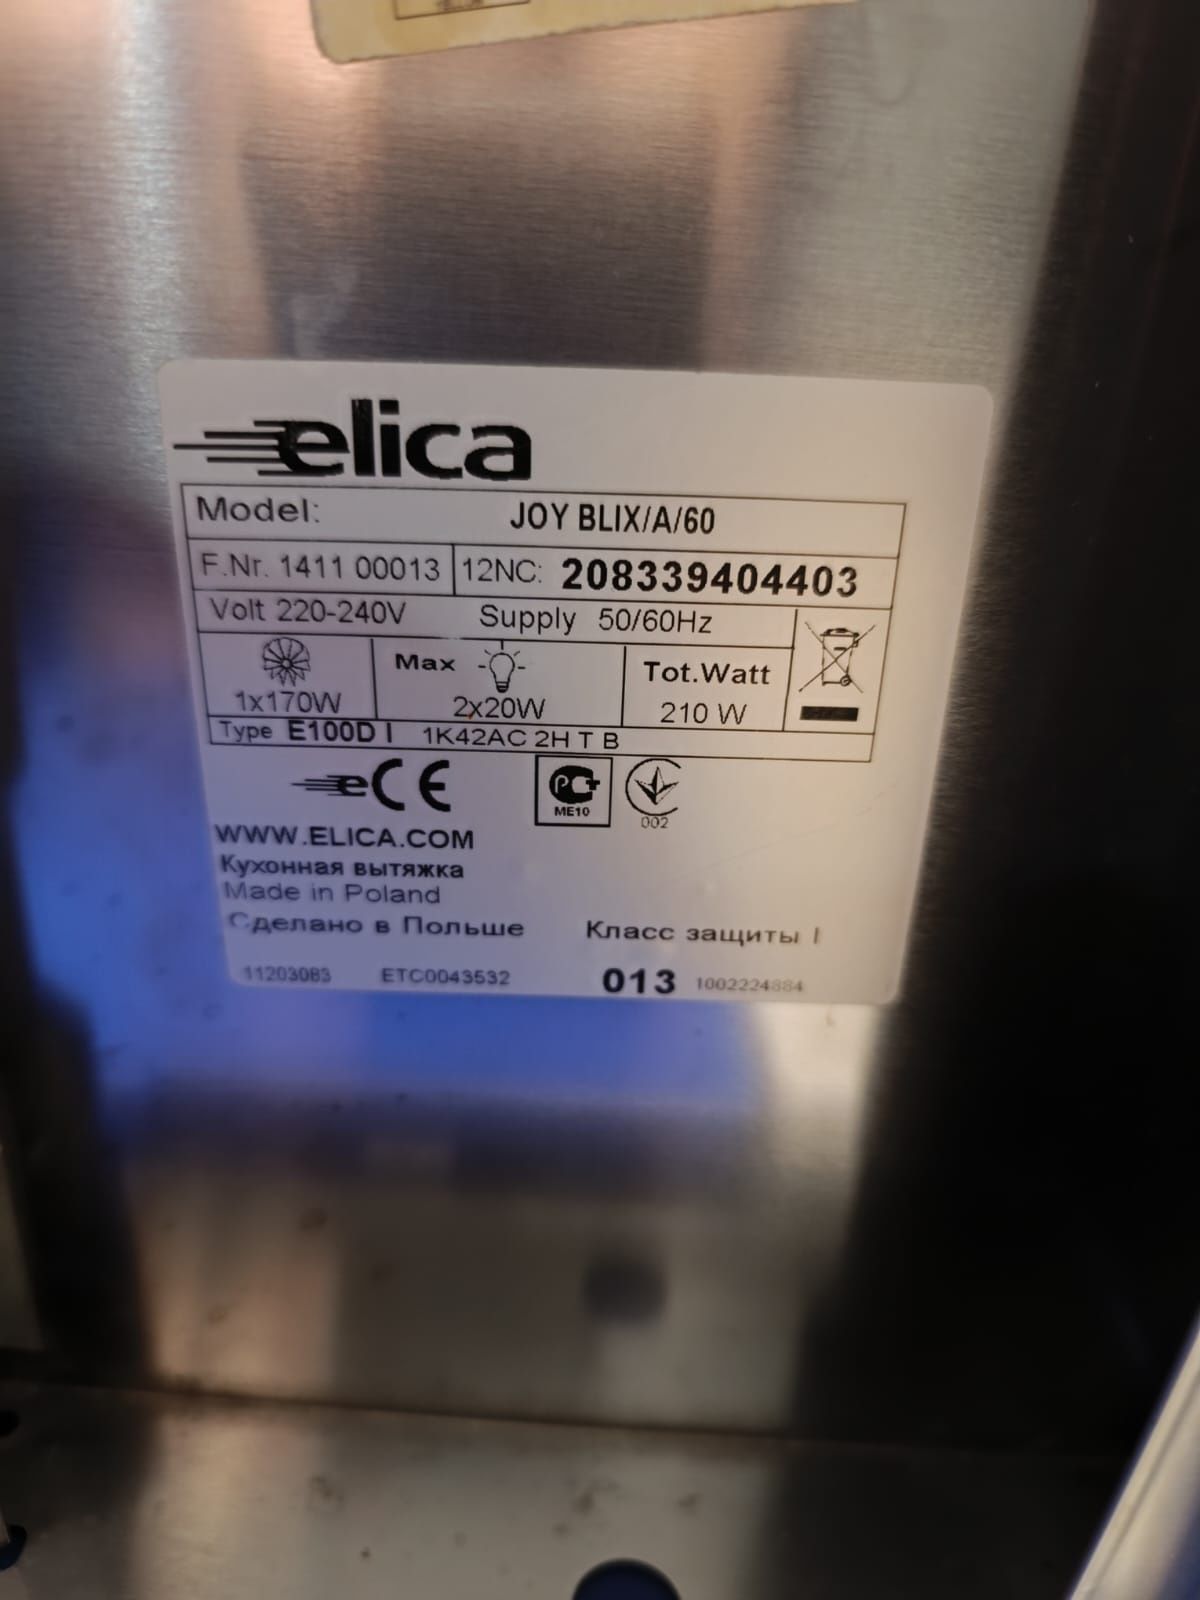 elica
Model: JOY BLIX/A/60
F.Nr. 1411 00013 12NC: 208339404403
Volt 220-240V Supply 50/60Hz
1x170W Max 2x20W Tot.Watt 210 W
Type E100D I 1K42AC 2H T B
e CE PCT ME10 002
WWW.ELICA.COM
Кухонная вытяжка
Made in Poland
Сделано в Польше Класс защиты I
11203083 ETC0043532 013 1002224884